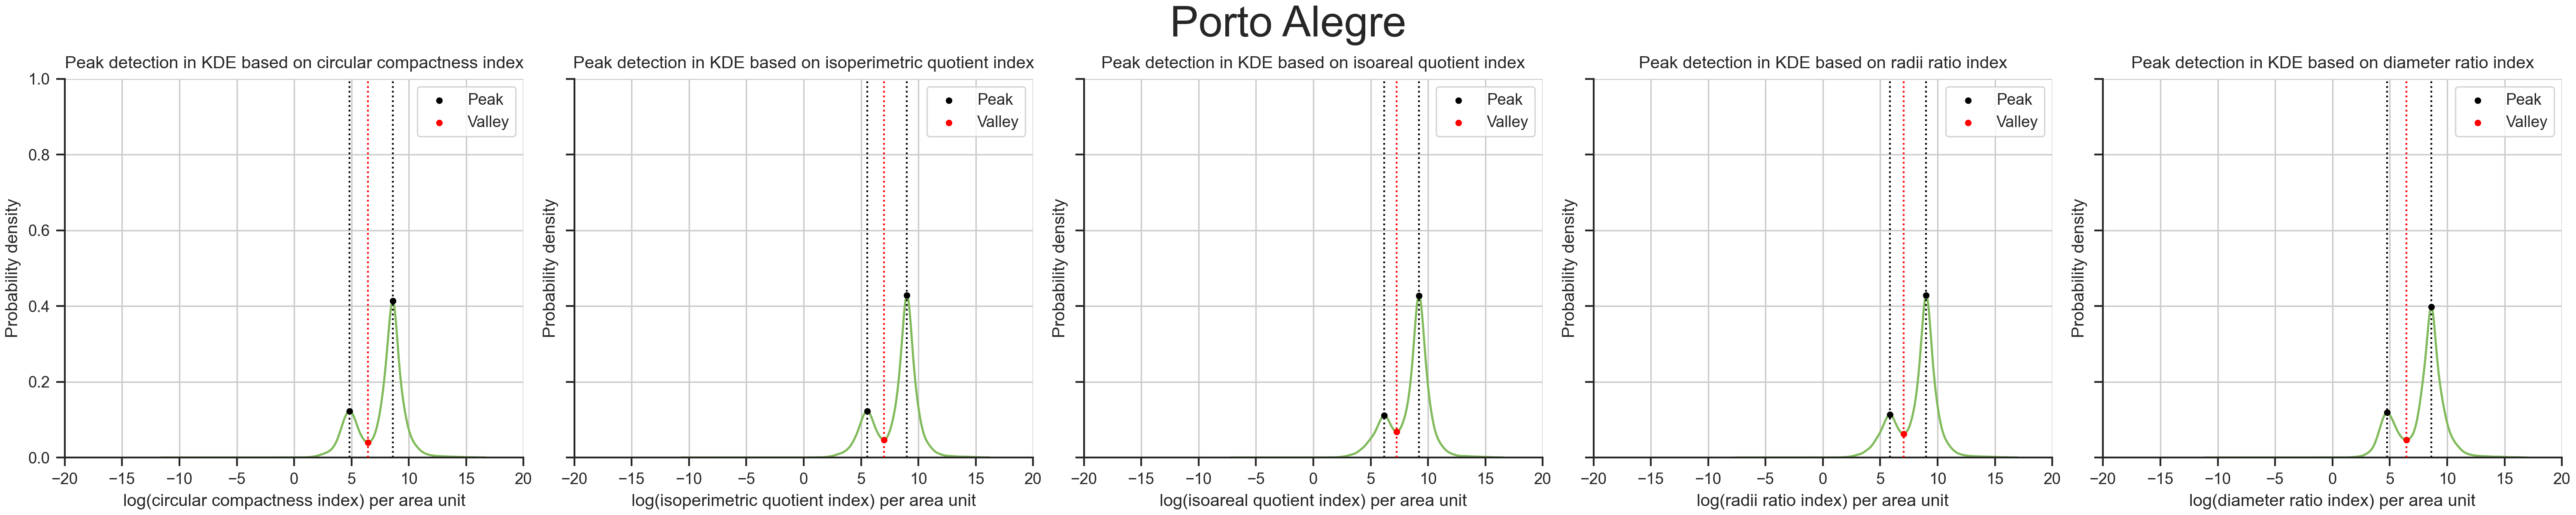 Porto Alegre
Peak detection in KDE based on circular compactness index
1.0
0.8
0.6
0.4
0.2
0.0
Probability density
Peak
Valley
−20 −15 −10 −5 0 5 10 15 20
log(circular compactness index) per area unit
Peak detection in KDE based on isoperimetric quotient index
Probability density
Peak
Valley
−20 −15 −10 −5 0 5 10 15 20
log(isoperimetric quotient index) per area unit
Peak detection in KDE based on isoareal quotient index
Probability density
Peak
Valley
−20 −15 −10 −5 0 5 10 15 20
log(isoareal quotient index) per area unit
Peak detection in KDE based on radii ratio index
Probability density
Peak
Valley
−20 −15 −10 −5 0 5 10 15 20
log(radii ratio index) per area unit
Peak detection in KDE based on diameter ratio index
Probability density
Peak
Valley
−20 −15 −10 −5 0 5 10 15 20
log(diameter ratio index) per area unit